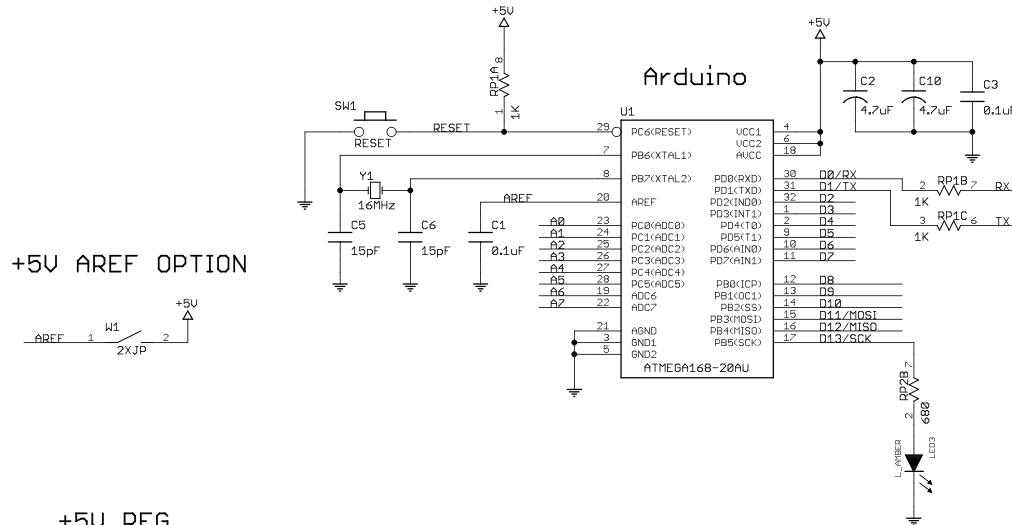 +5V
+5V
Arduino
RP1A
8
1
1K
C2
4.7uF
C10
4.7uF
C3
0.1uF
SW1
RESET
RESET
U1
29 PC6(RESET)
7 PB6(XTAL1)
8 PB7(XTAL2)
20 AREF
AREF
Y1
16MHz
C5
15pF
C6
15pF
C1
0.1uF
A0 23 PC0(ADC0)
A1 24 PC1(ADC1)
A2 25 PC2(ADC2)
A3 26 PC3(ADC3)
A4 27 PC4(ADC4)
A5 28 PC5(ADC5)
A6 19 ADC6
A7 22 ADC7
21 AGND
3 GND1
5 GND2
VCC1 4
VCC2 6
AVCC 18
PD0(RXD) 30 D0/RX
PD1(TXD) 31 D1/TX
PD2(IND0) 32 D2
PD3(INT1) 1 D3
PD4(T0) 2 D4
PD5(T1) 9 D5
PD6(AIN0) 10 D6
PD7(AIN1) 11 D7
PB0(ICP) 12 D8
PB1(OC1) 13 D9
PB2(SS) 14 D10
PB3(MOSI) 15 D11/MOSI
PB4(MISO) 16 D12/MISO
PB5(SCK) 17 D13/SCK
ATMEGA168-20AU
2 RP1B 7 RX
1K
3 RP1C 6 TX
1K
7
RP2B
680
2
L_AMBER
LED3
+5V AREF OPTION
+5V
AREF 1 W1 2
2XJP
+5V REG